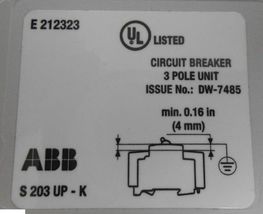 E 212323
UL LISTED
CIRCUIT BREAKER
3 POLE UNIT
ISSUE No.: DW-7485
min. 0.16 in
(4 mm)
ABB
S 203 UP - K